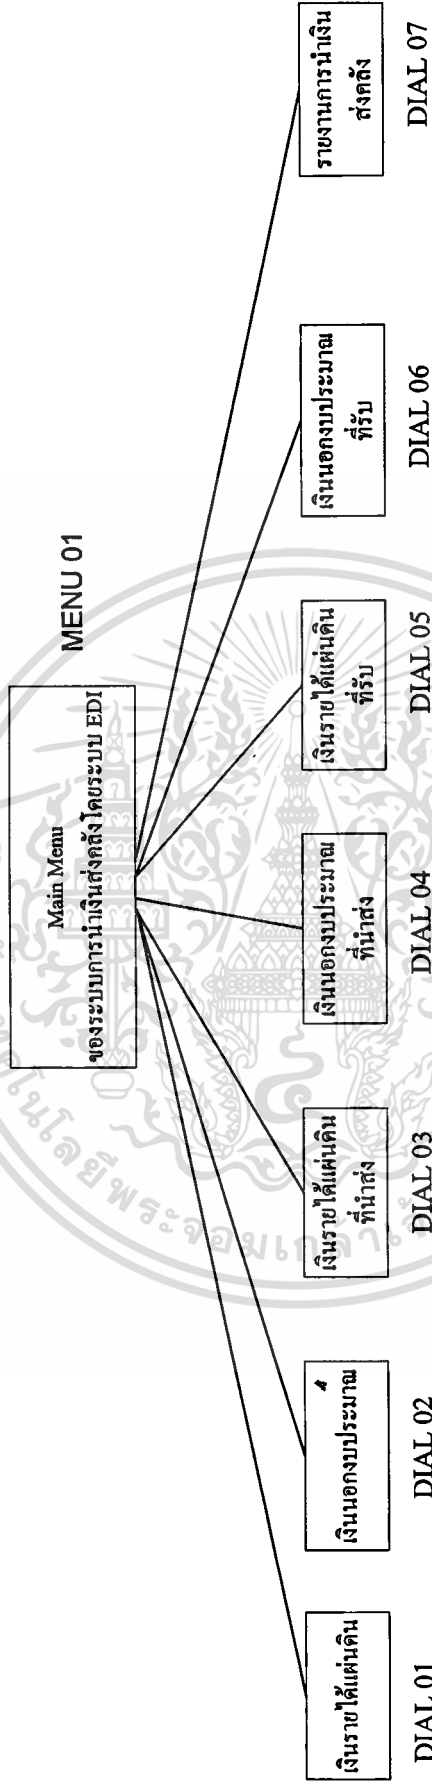 Main Menu
ของระบบการนำเงินส่งคลังโดยระบบ EDI
MENU 01
เงินรายได้แผ่นดิน
DIAL 01
เงินนอกงบประมาณ
DIAL 02
เงินรายได้แผ่นดิน
ที่นำส่ง
DIAL 03
เงินนอกงบประมาณ
ที่นำส่ง
DIAL 04
เงินรายได้แผ่นดิน
ที่รับ
DIAL 05
เงินนอกงบประมาณ
ที่รับ
DIAL 06
รายงานการนำเงิน
ส่งคลัง
DIAL 07